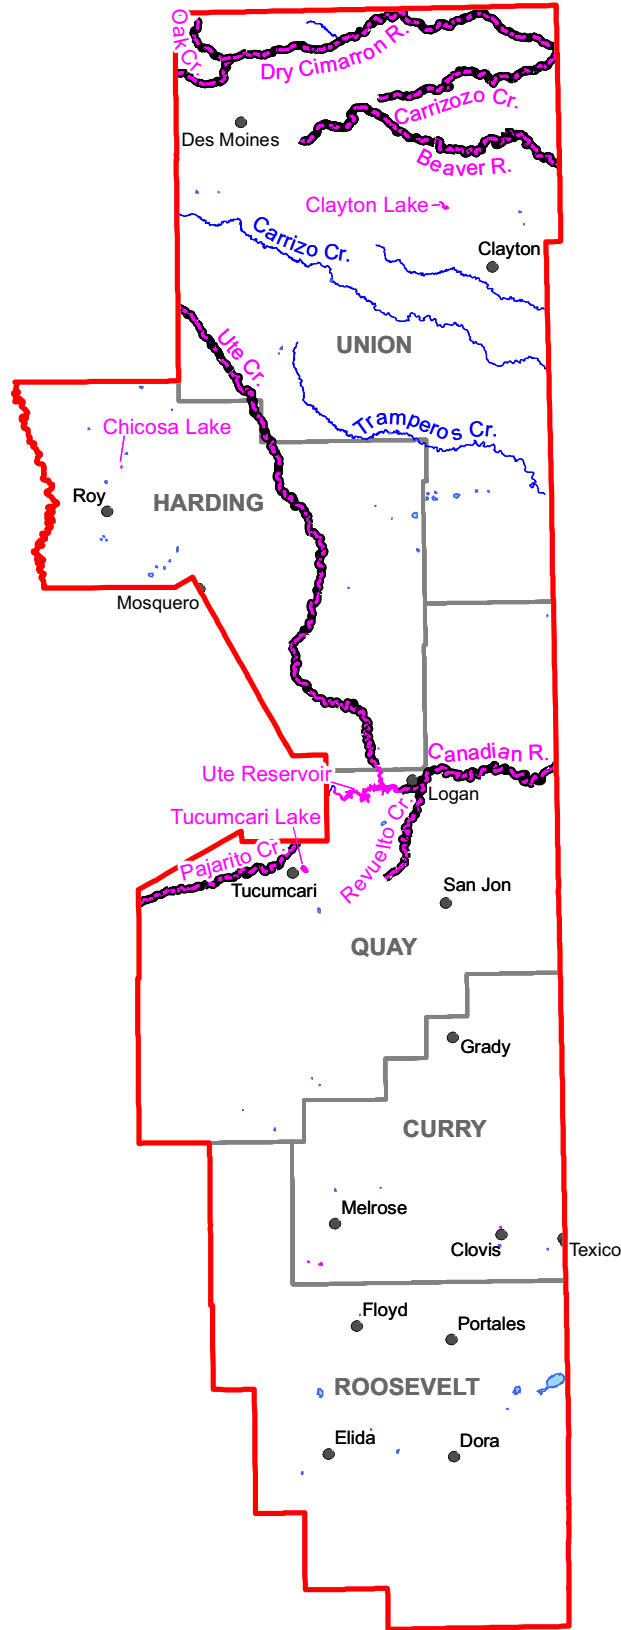 Oak Cr.
Dry Cimarron R.
Carrizozo Cr.
Des Moines
Beaver R.
Clayton Lake
Carrizo Cr.
Clayton
Ute Cr.
UNION
Chicosa Lake
Tramperos Cr.
Roy
HARDING
Mosquero
Canadian R.
Ute Reservoir
Logan
Tucumcari Lake
Revuelto Cr.
Pajarito Cr.
Tucumcari
San Jon
QUAY
Grady
CURRY
Melrose
Clovis
Texico
Floyd
Portales
ROOSEVELT
Elida
Dora